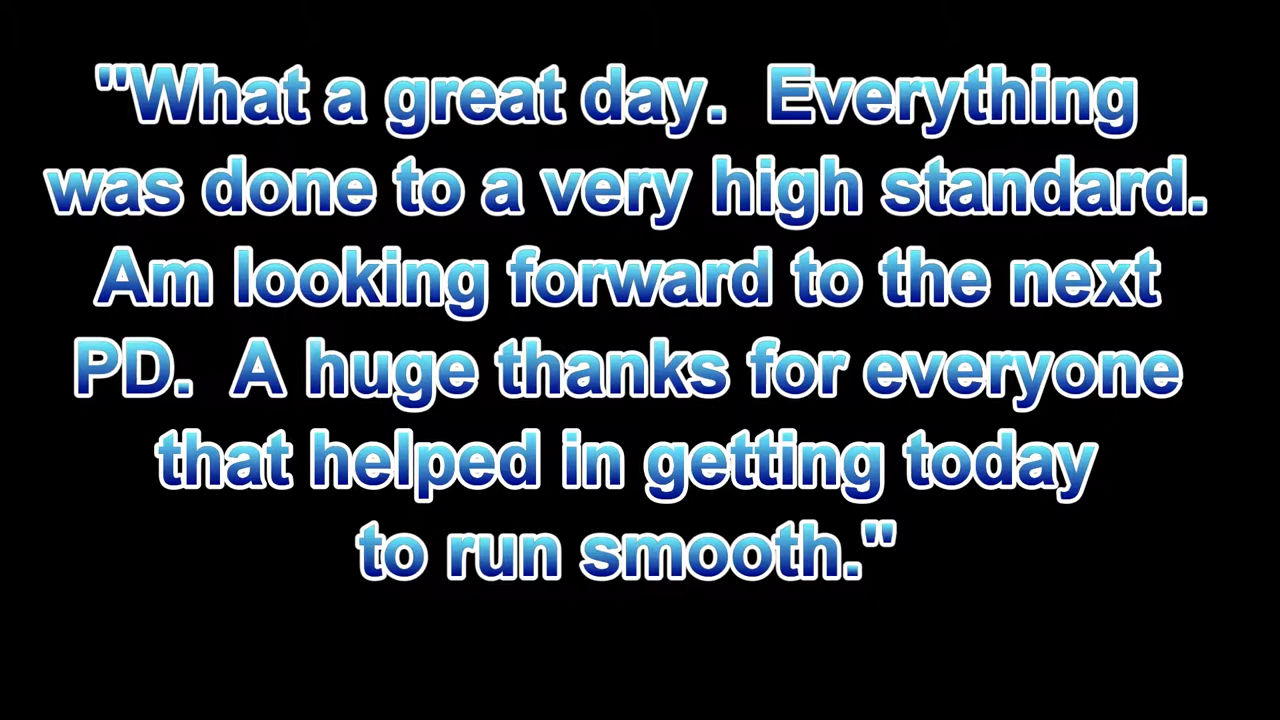 "What a great day.  Everything
was done to a very high standard.
Am looking forward to the next
PD.  A huge thanks for everyone
that helped in getting today
to run smooth."